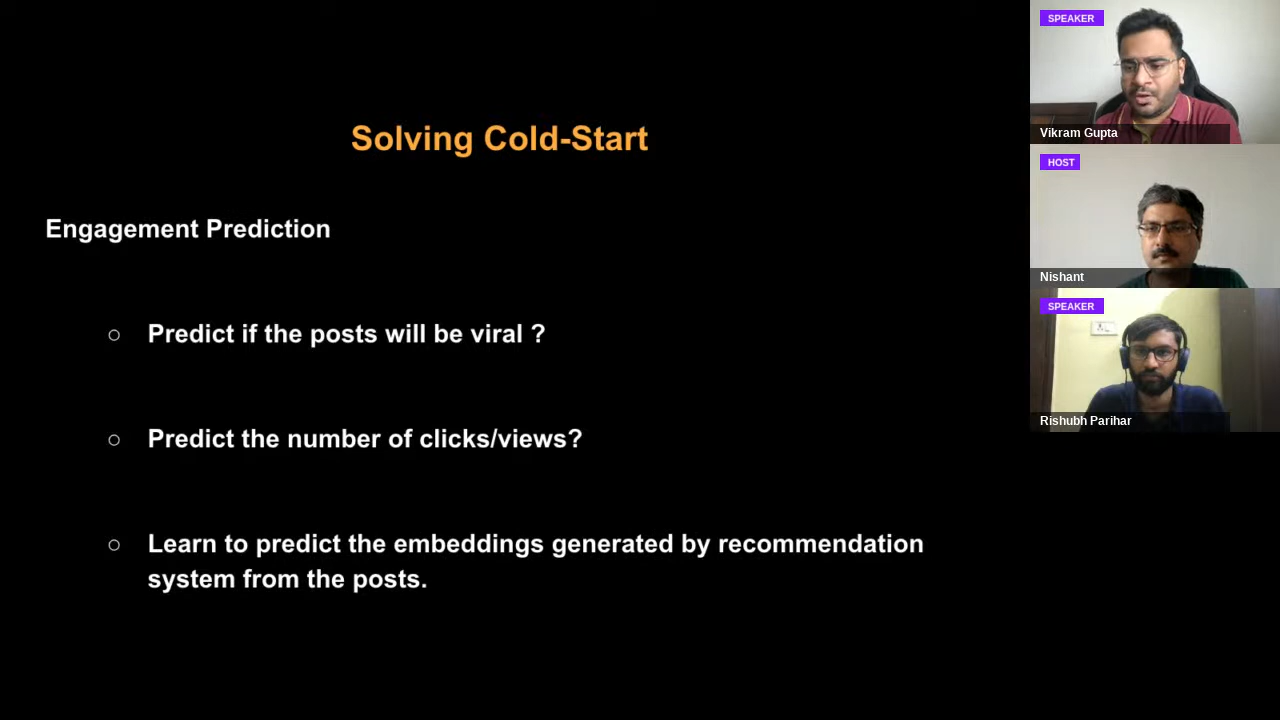 Solving Cold-Start
Engagement Prediction
○ Predict if the posts will be viral ?
○ Predict the number of clicks/views?
○ Learn to predict the embeddings generated by recommendation
system from the posts.
SPEAKER
Vikram Gupta
HOST
Nishant
SPEAKER
Rishubh Parihar